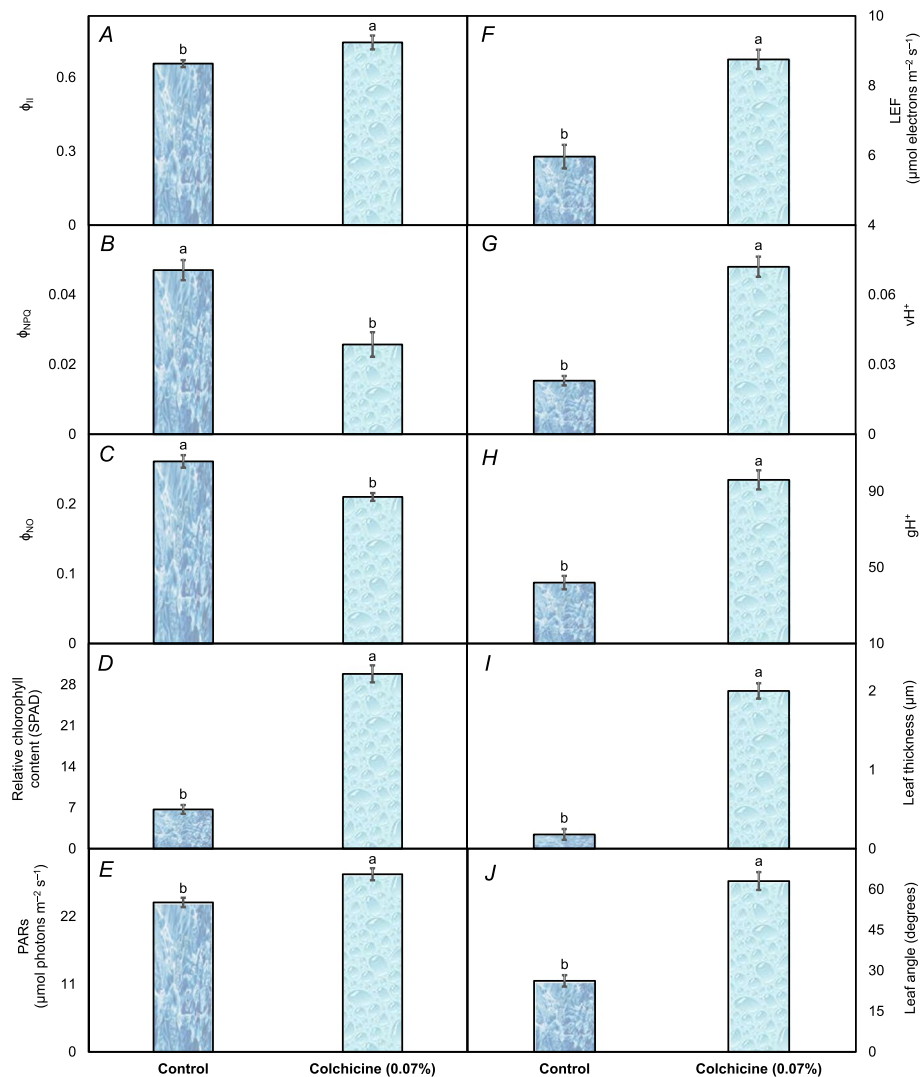 A
b
a
0.6
0.3
0
ϕII
F
b
a
10
8
6
4
LEF
(µmol electrons m–2 s–1)
B
a
b
0.04
0.02
0
ϕNPQ
G
b
a
0.06
0.03
0
vH+
C
a
b
0.2
0.1
0
ϕNO
H
b
a
90
50
10
gH+
D
b
a
28
21
14
7
0
Relative chlorophyll
content (SPAD)
I
b
a
2
1
0
Leaf thickness (µm)
E
b
a
22
11
0
PARs
(µmol photons m–2 s–1)
J
b
a
60
45
30
15
0
Leaf angle (degrees)
Control
Colchicine (0.07%)
Control
Colchicine (0.07%)